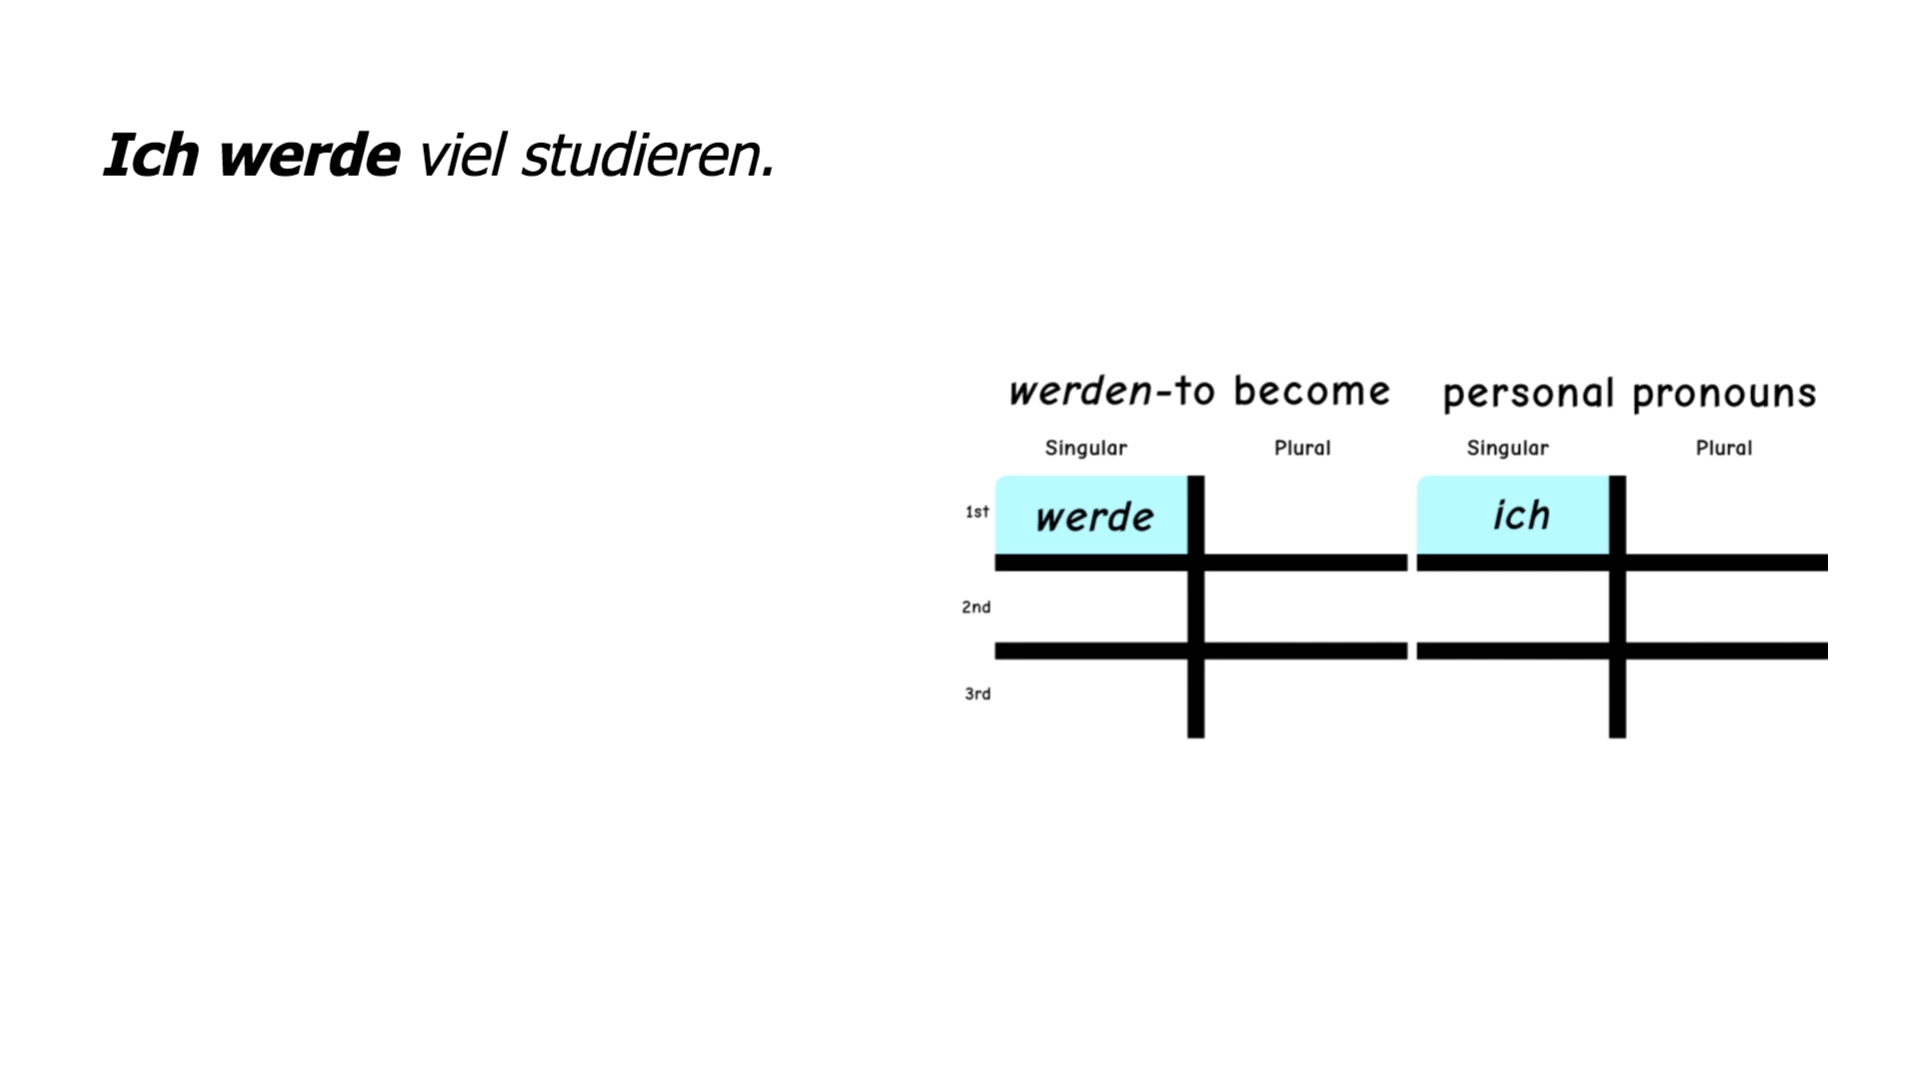 Ich werde viel studieren.
werden-to become personal pronouns
Singular Plural Singular Plural
1st werde ich
2nd
3rd